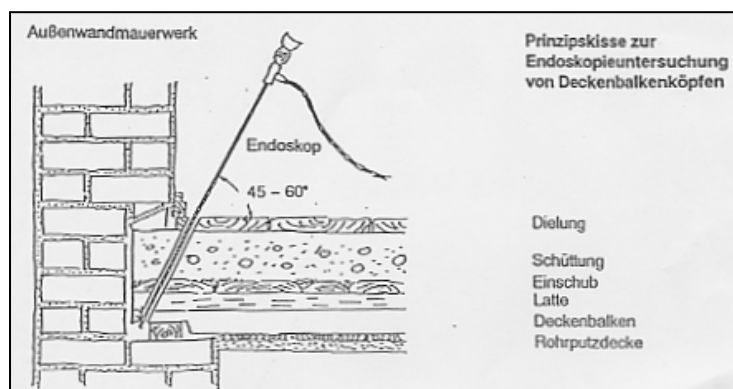 Außenwandmauerwerk
Prinzipskisse zur
Endoskopieuntersuchung
von Deckenbalkenköpfen
Endoskop
45 – 60°
Dielung
Schüttung
Einschub
Latte
Deckenbalken
Rohrputzdecke